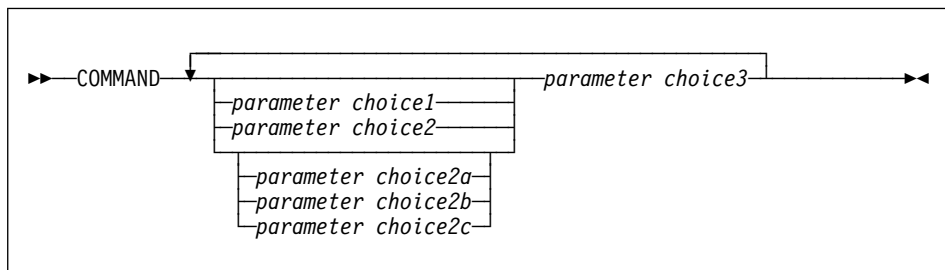 COMMAND parameter choice3
parameter choice1
parameter choice2
parameter choice2a
parameter choice2b
parameter choice2c